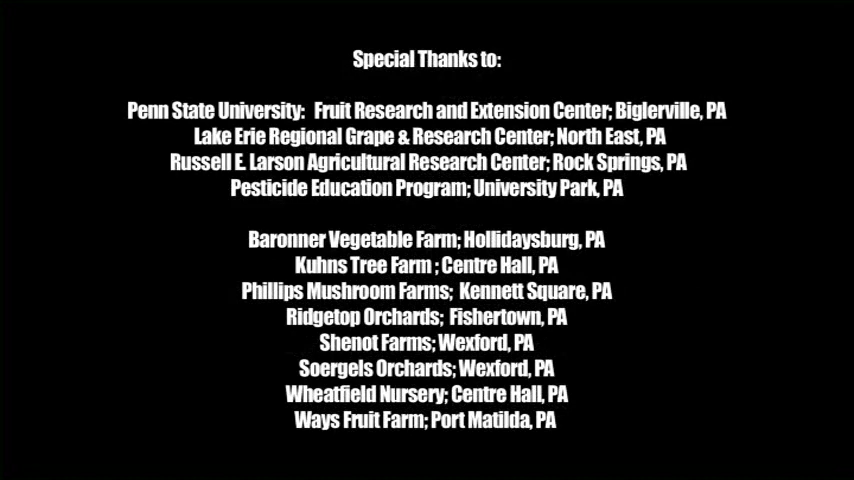 Special Thanks to:
Penn State University: Fruit Research and Extension Center; Biglerville, PA
Lake Erie Regional Grape & Research Center; North East, PA
Russell E. Larson Agricultural Research Center; Rock Springs, PA
Pesticide Education Program; University Park, PA
Baronner Vegetable Farm; Hollidaysburg, PA
Kuhns Tree Farm ; Centre Hall, PA
Phillips Mushroom Farms; Kennett Square, PA
Ridgetop Orchards; Fishertown, PA
Shenot Farms; Wexford, PA
Soergels Orchards; Wexford, PA
Wheatfield Nursery; Centre Hall, PA
Ways Fruit Farm; Port Matilda, PA